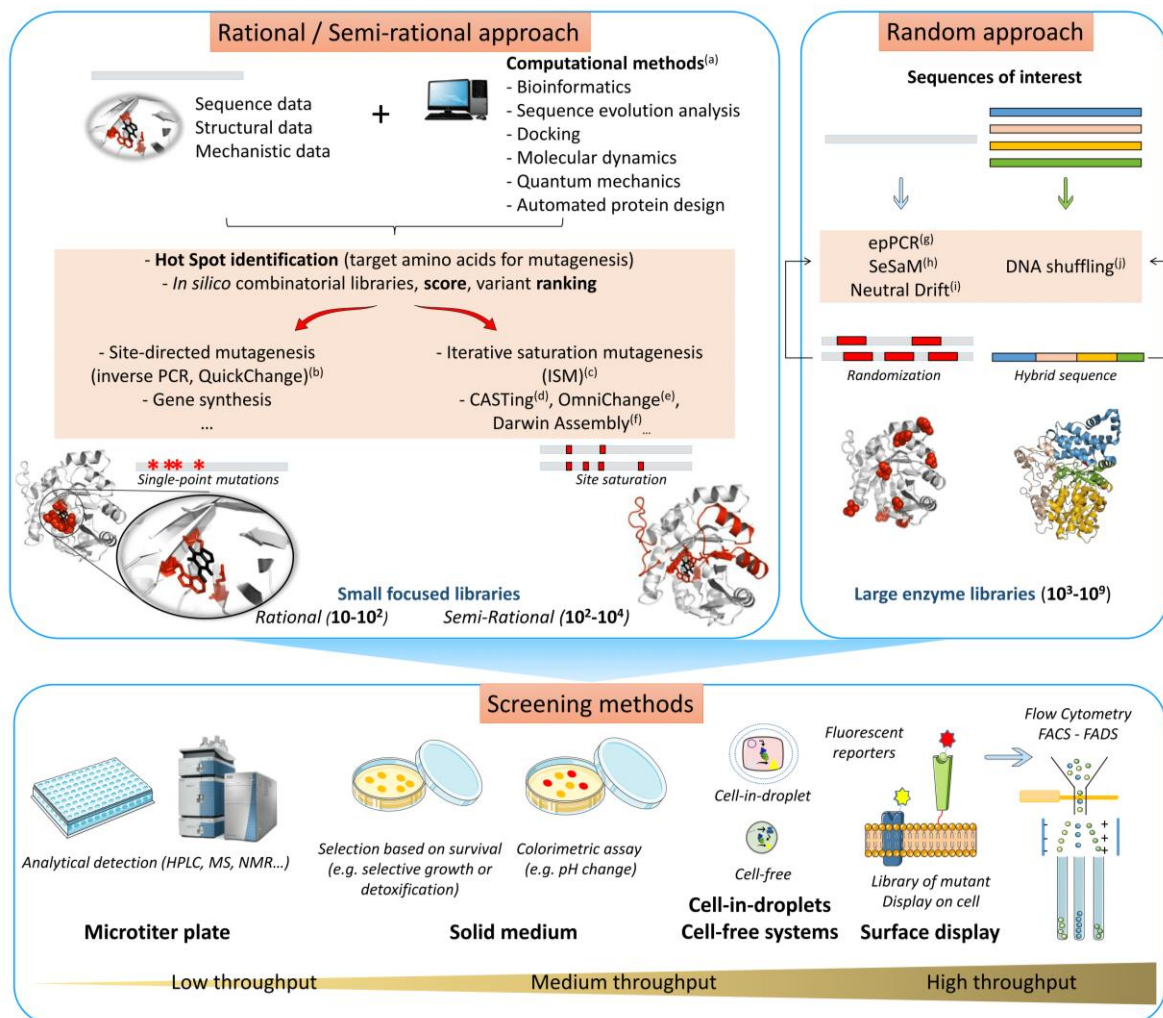 Rational / Semi-rational approach
Sequence data
Structural data
Mechanistic data
+
Computational methods(a)
- Bioinformatics
- Sequence evolution analysis
- Docking
- Molecular dynamics
- Quantum mechanics
- Automated protein design
- Hot Spot identification (target amino acids for mutagenesis)
- In silico combinatorial libraries, score, variant ranking
- Site-directed mutagenesis
(inverse PCR, QuickChange)(b)
- Gene synthesis
...
- Iterative saturation mutagenesis
(ISM)(c)
- CASTing(d), OmniChange(e),
Darwin Assembly(f)...
* ** *
Single-point mutations
Site saturation
Small focused libraries
Rational (10-10²)
Semi-Rational (10²-10⁴)
Random approach
Sequences of interest
epPCR(g)
SeSaM(h)
Neutral Drift(i)
DNA shuffling(j)
Randomization
Hybrid sequence
Large enzyme libraries (10³-10⁹)
Screening methods
Analytical detection (HPLC, MS, NMR...)
Microtiter plate
Selection based on survival
(e.g. selective growth or
detoxification)
Colorimetric assay
(e.g. pH change)
Solid medium
Cell-in-droplet
Cell-free
Cell-in-droplets
Cell-free systems
Fluorescent
reporters
Library of mutant
Display on cell
Surface display
Flow Cytometry
FACS - FADS
- +
- +
- +
Low throughput
Medium throughput
High throughput